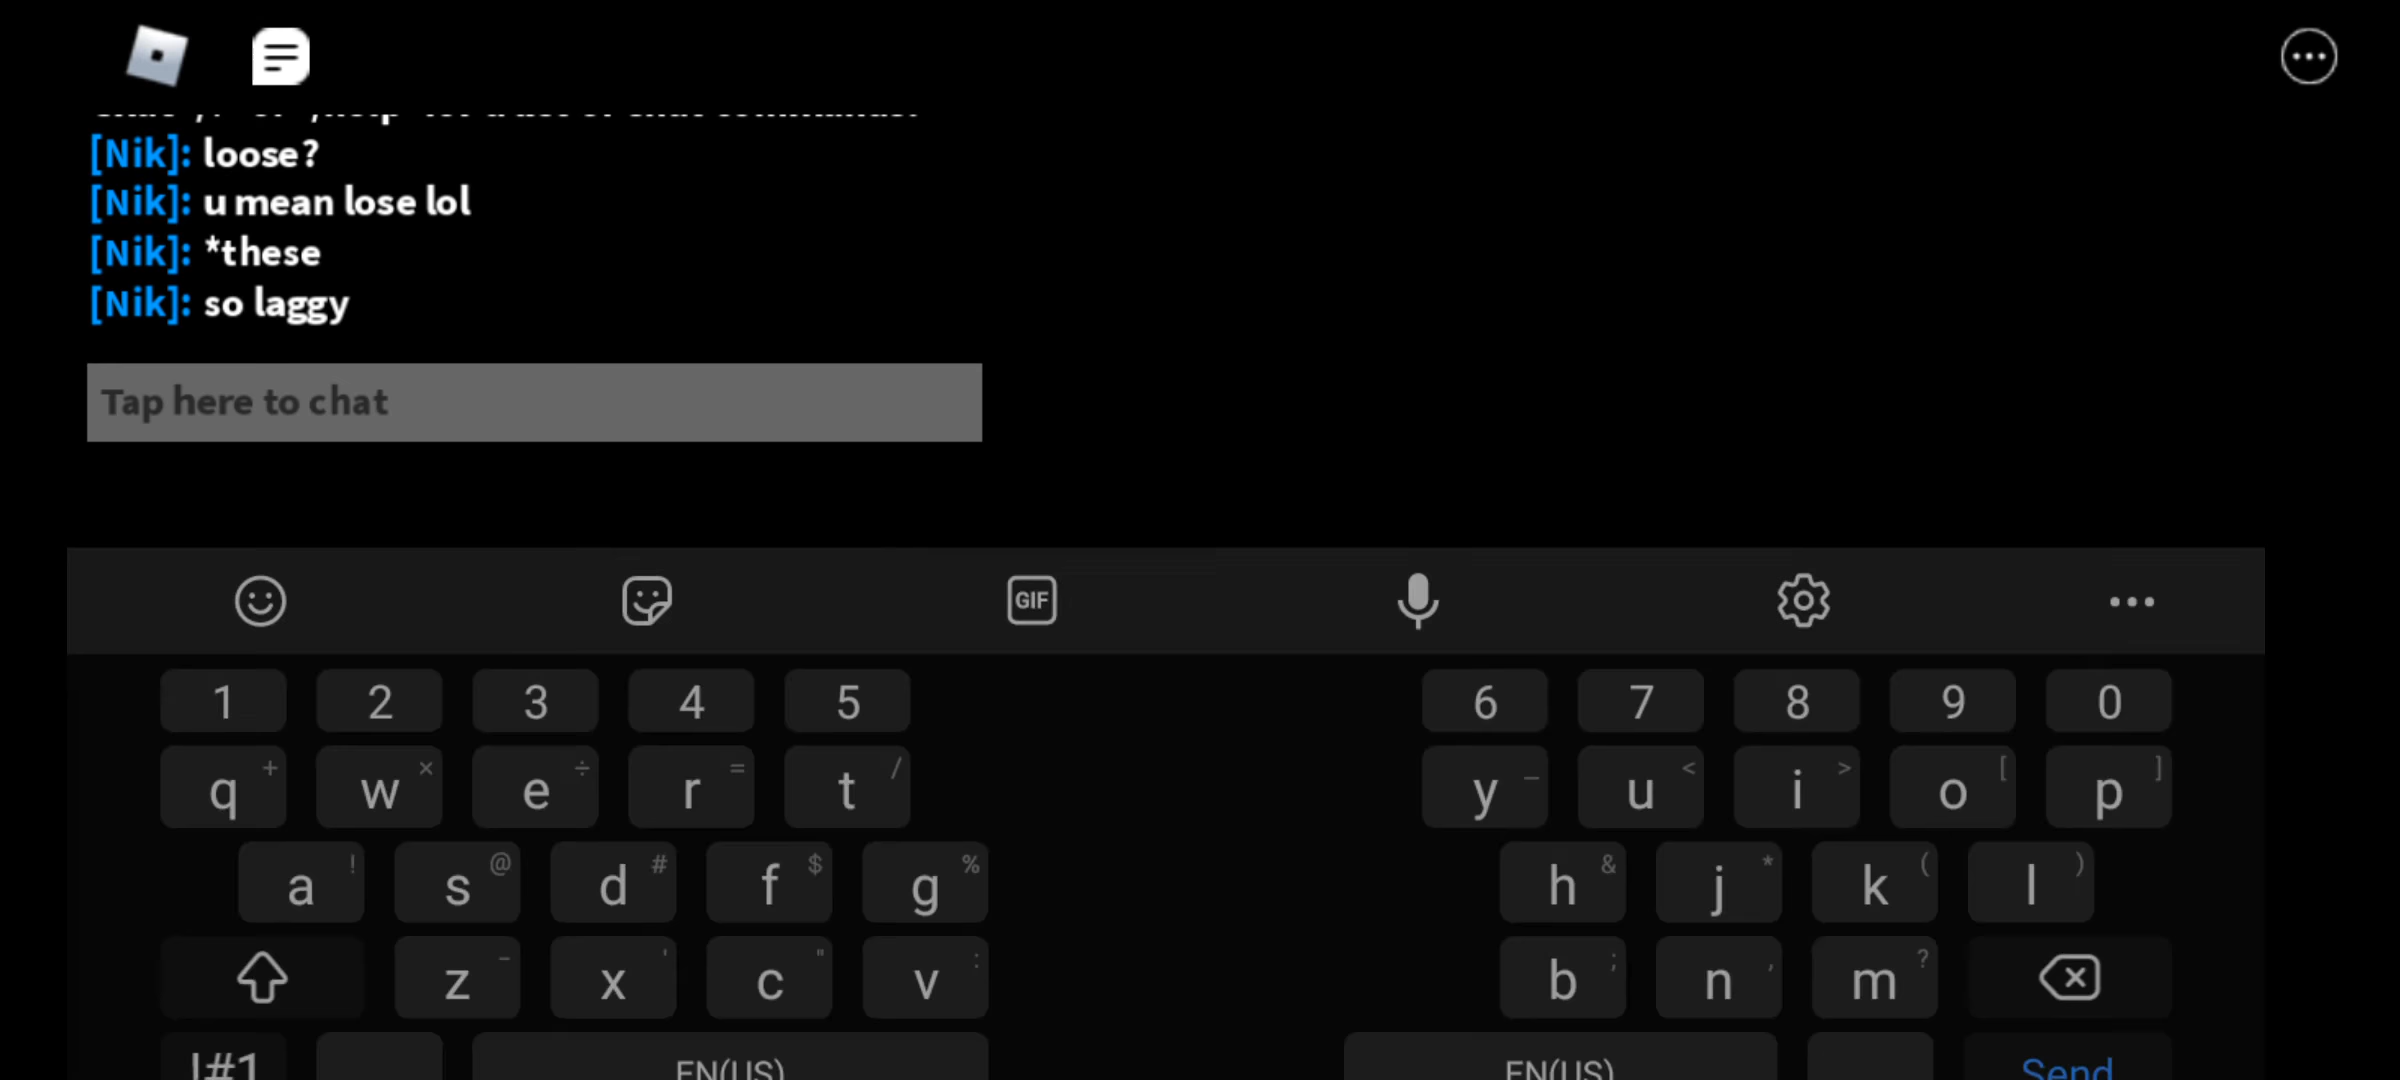 [Nik]: loose?
[Nik]: u mean lose lol
[Nik]: *these
[Nik]: so laggy
Tap here to chat
GIF
1 2 3 4 5 6 7 8 9 0
q + w × e ÷ r = t / y _ u < i > o [ p ]
a ! s @ d # f $ g % h & j * k ( l )
z - x ' c " v : b ; n , m ?
!#1 EN(US) EN(US) Send